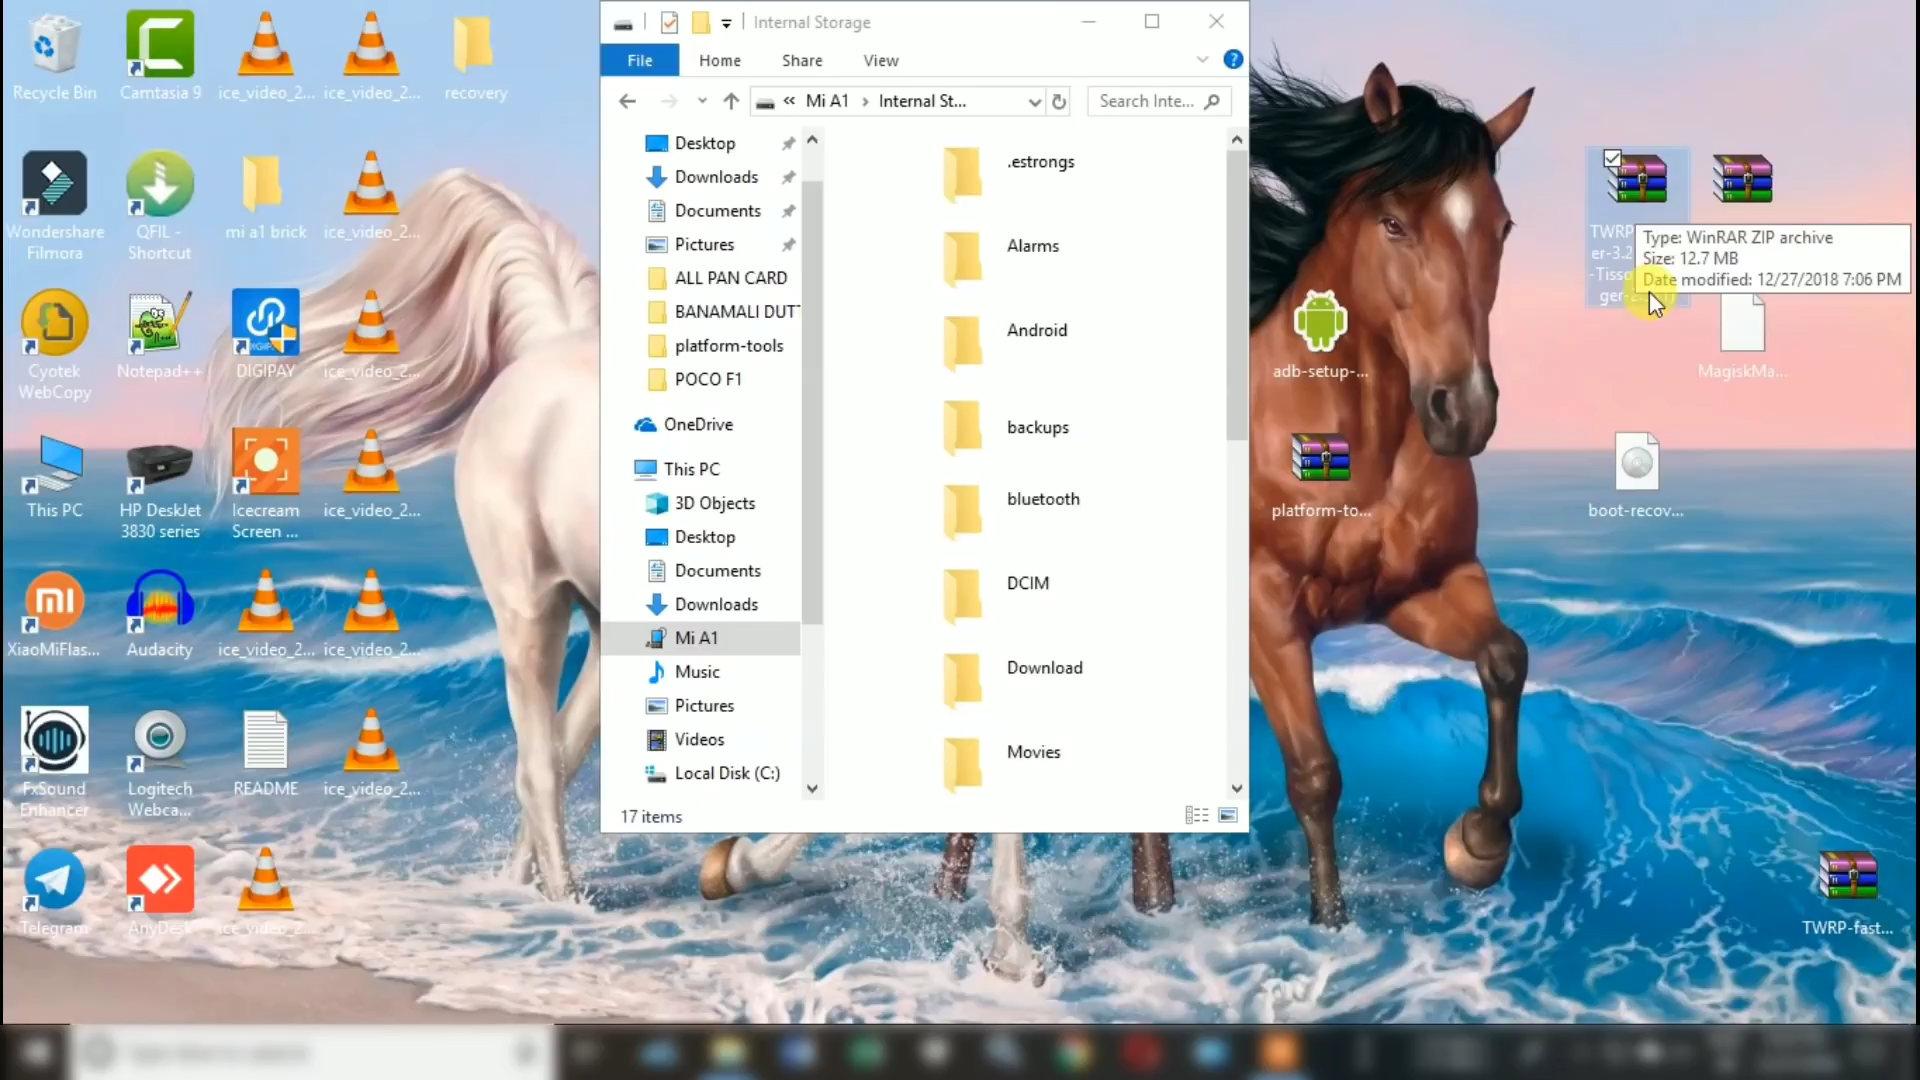 Recycle Bin
Camtasia 9
ice_video_2...
ice_video_2...
recovery
Wondershare
Filmora
QFIL -
Shortcut
mi a1 brick
ice_video_2...
Cyotek
WebCopy
Notepad++
DIGIPAY
ice_video_2...
This PC
HP DeskJet
3830 series
Icecream
Screen ...
ice_video_2...
XiaoMiFlas...
Audacity
ice_video_2...
ice_video_2...
FxSound
Enhancer
Logitech
Webca...
README
ice_video_2...
Telegram
AnyDesk
ice_video_2...
Internal Storage
File
Home
Share
View
« Mi A1 › Internal St...
Search Inte...
Desktop
Downloads
Documents
Pictures
ALL PAN CARD
BANAMALI DUTT
platform-tools
POCO F1
OneDrive
This PC
3D Objects
Desktop
Documents
Downloads
Mi A1
Music
Pictures
Videos
Local Disk (C:)
.estrongs
Alarms
Android
backups
bluetooth
DCIM
Download
Movies
17 items
TWRP
er-3.2
-Tiss
ger-2
Type: WinRAR ZIP archive
Size: 12.7 MB
Date modified: 12/27/2018 7:06 PM
adb-setup-...
MagiskMa...
platform-to...
boot-recov...
TWRP-fast...